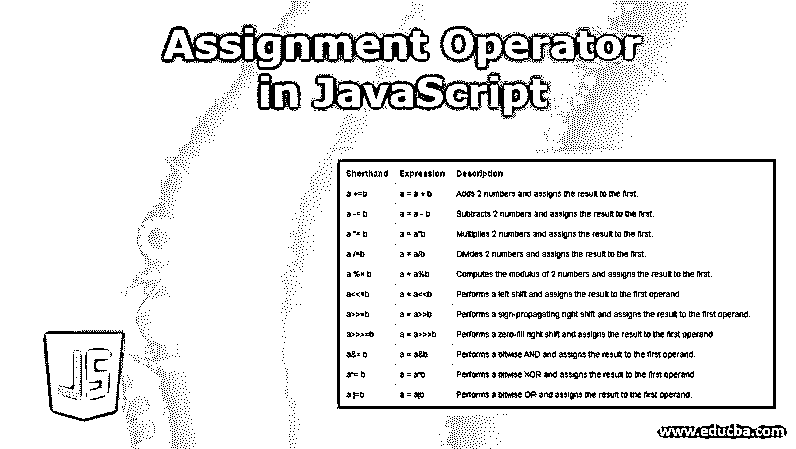 Assignment Operator
in JavaScript
Shorthand Expression Description
a +=b a = a + b Adds 2 numbers and assigns the result to the first.
a -= b a = a - b Subtracts 2 numbers and assigns the result to the first.
a *= b a = a*b Multiplies 2 numbers and assigns the result to the first.
a /=b a = a/b Divides 2 numbers and assigns the result to the first.
a %= b a = a%b Computes the modulus of 2 numbers and assigns the result to the first.
a<<=b a = a<<b Performs a left shift and assigns the result to the first operand
a>>=b a = a>>b Performs a sign-propagating right shift and assigns the result to the first operand.
a>>>=b a = a>>>b Performs a zero-fill right shift and assigns the result to the first operand
a&= b a = a&b Performs a bitwise AND and assigns the result to the first operand.
a^= b a = a^b Performs a bitwise XOR and assigns the result to the first operand
a |=b a = a|b Performs a bitwise OR and assigns the result to the first operand.
JS
www.educba.com